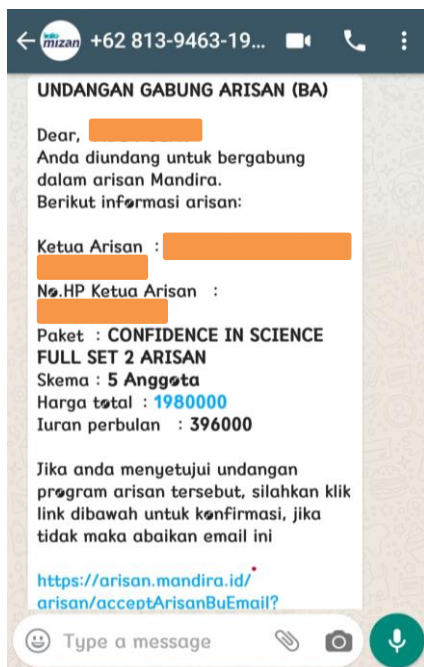 mizan +62 813-9463-19...
UNDANGAN GABUNG ARISAN (BA)
Dear,
Anda diundang untuk bergabung
dalam arisan Mandira.
Berikut informasi arisan:
Ketua Arisan :
No.HP Ketua Arisan :
Paket : CONFIDENCE IN SCIENCE
FULL SET 2 ARISAN
Skema : 5 Anggota
Harga total : 1980000
Iuran perbulan : 396000
Jika anda menyetujui undangan
program arisan tersebut, silahkan klik
link dibawah untuk konfirmasi, jika
tidak maka abaikan email ini
https://arisan.mandira.id/
arisan/acceptArisanBuEmail?
Type a message